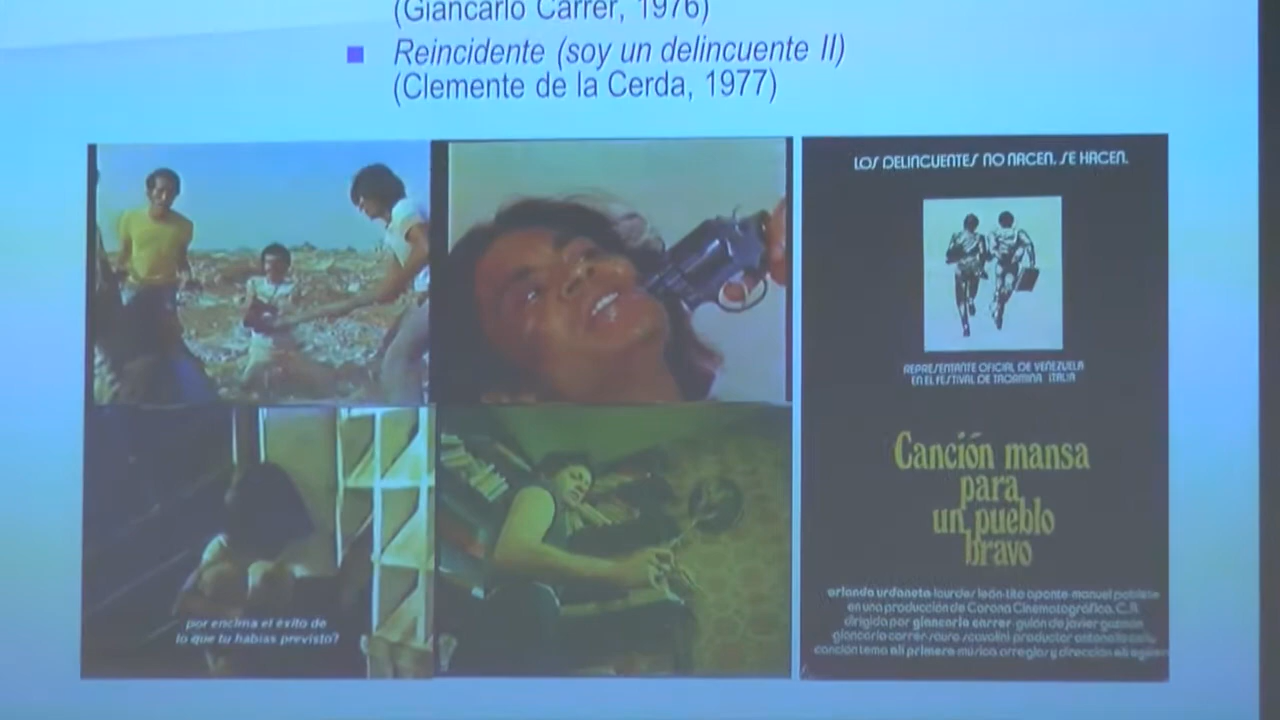 (Giancarlo Carrer, 1976)
Reincidente (soy un delincuente II)
(Clemente de la Cerda, 1977)
LOS DELINCUENTES NO NACEN. SE HACEN.
REPRESENTANTE OFICIAL DE VENEZUELA
EN EL FESTIVAL DE TAORMINA ITALIA
Canción mansa
para
un pueblo
bravo
por encima el éxito de
lo que tu habías previsto?
orlando urdaneta lourdes león tito aponte manuel poblete
en una producción de Corona Cinematográfica. C.A.
dirigida por giancarlo carrer guión de javier guzmán
giancarlo carrer sauro scavolini productor antonello
canción tema ali primera música arreglos y dirección